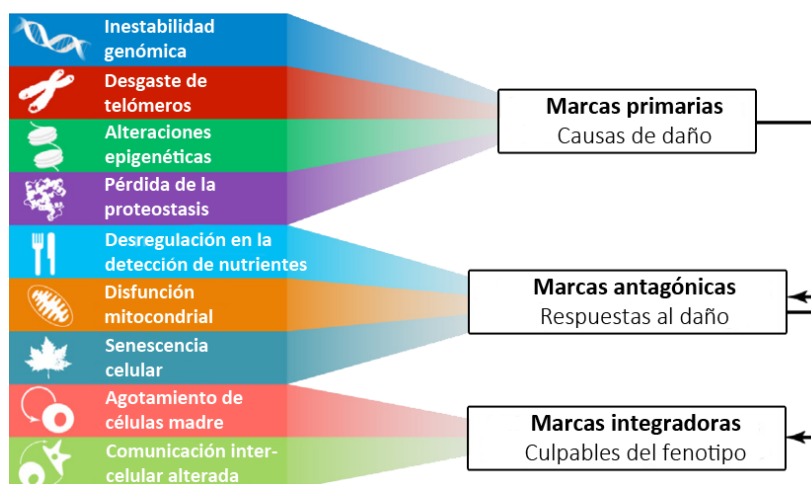 Inestabilidad
genómica
Desgaste de
telómeros
Alteraciones
epigenéticas
Pérdida de la
proteostasis
Desregulación en la
detección de nutrientes
Disfunción
mitocondrial
Senescencia
celular
Agotamiento de
células madre
Comunicación inter-
celular alterada
Marcas primarias
Causas de daño
Marcas antagónicas
Respuestas al daño
Marcas integradoras
Culpables del fenotipo